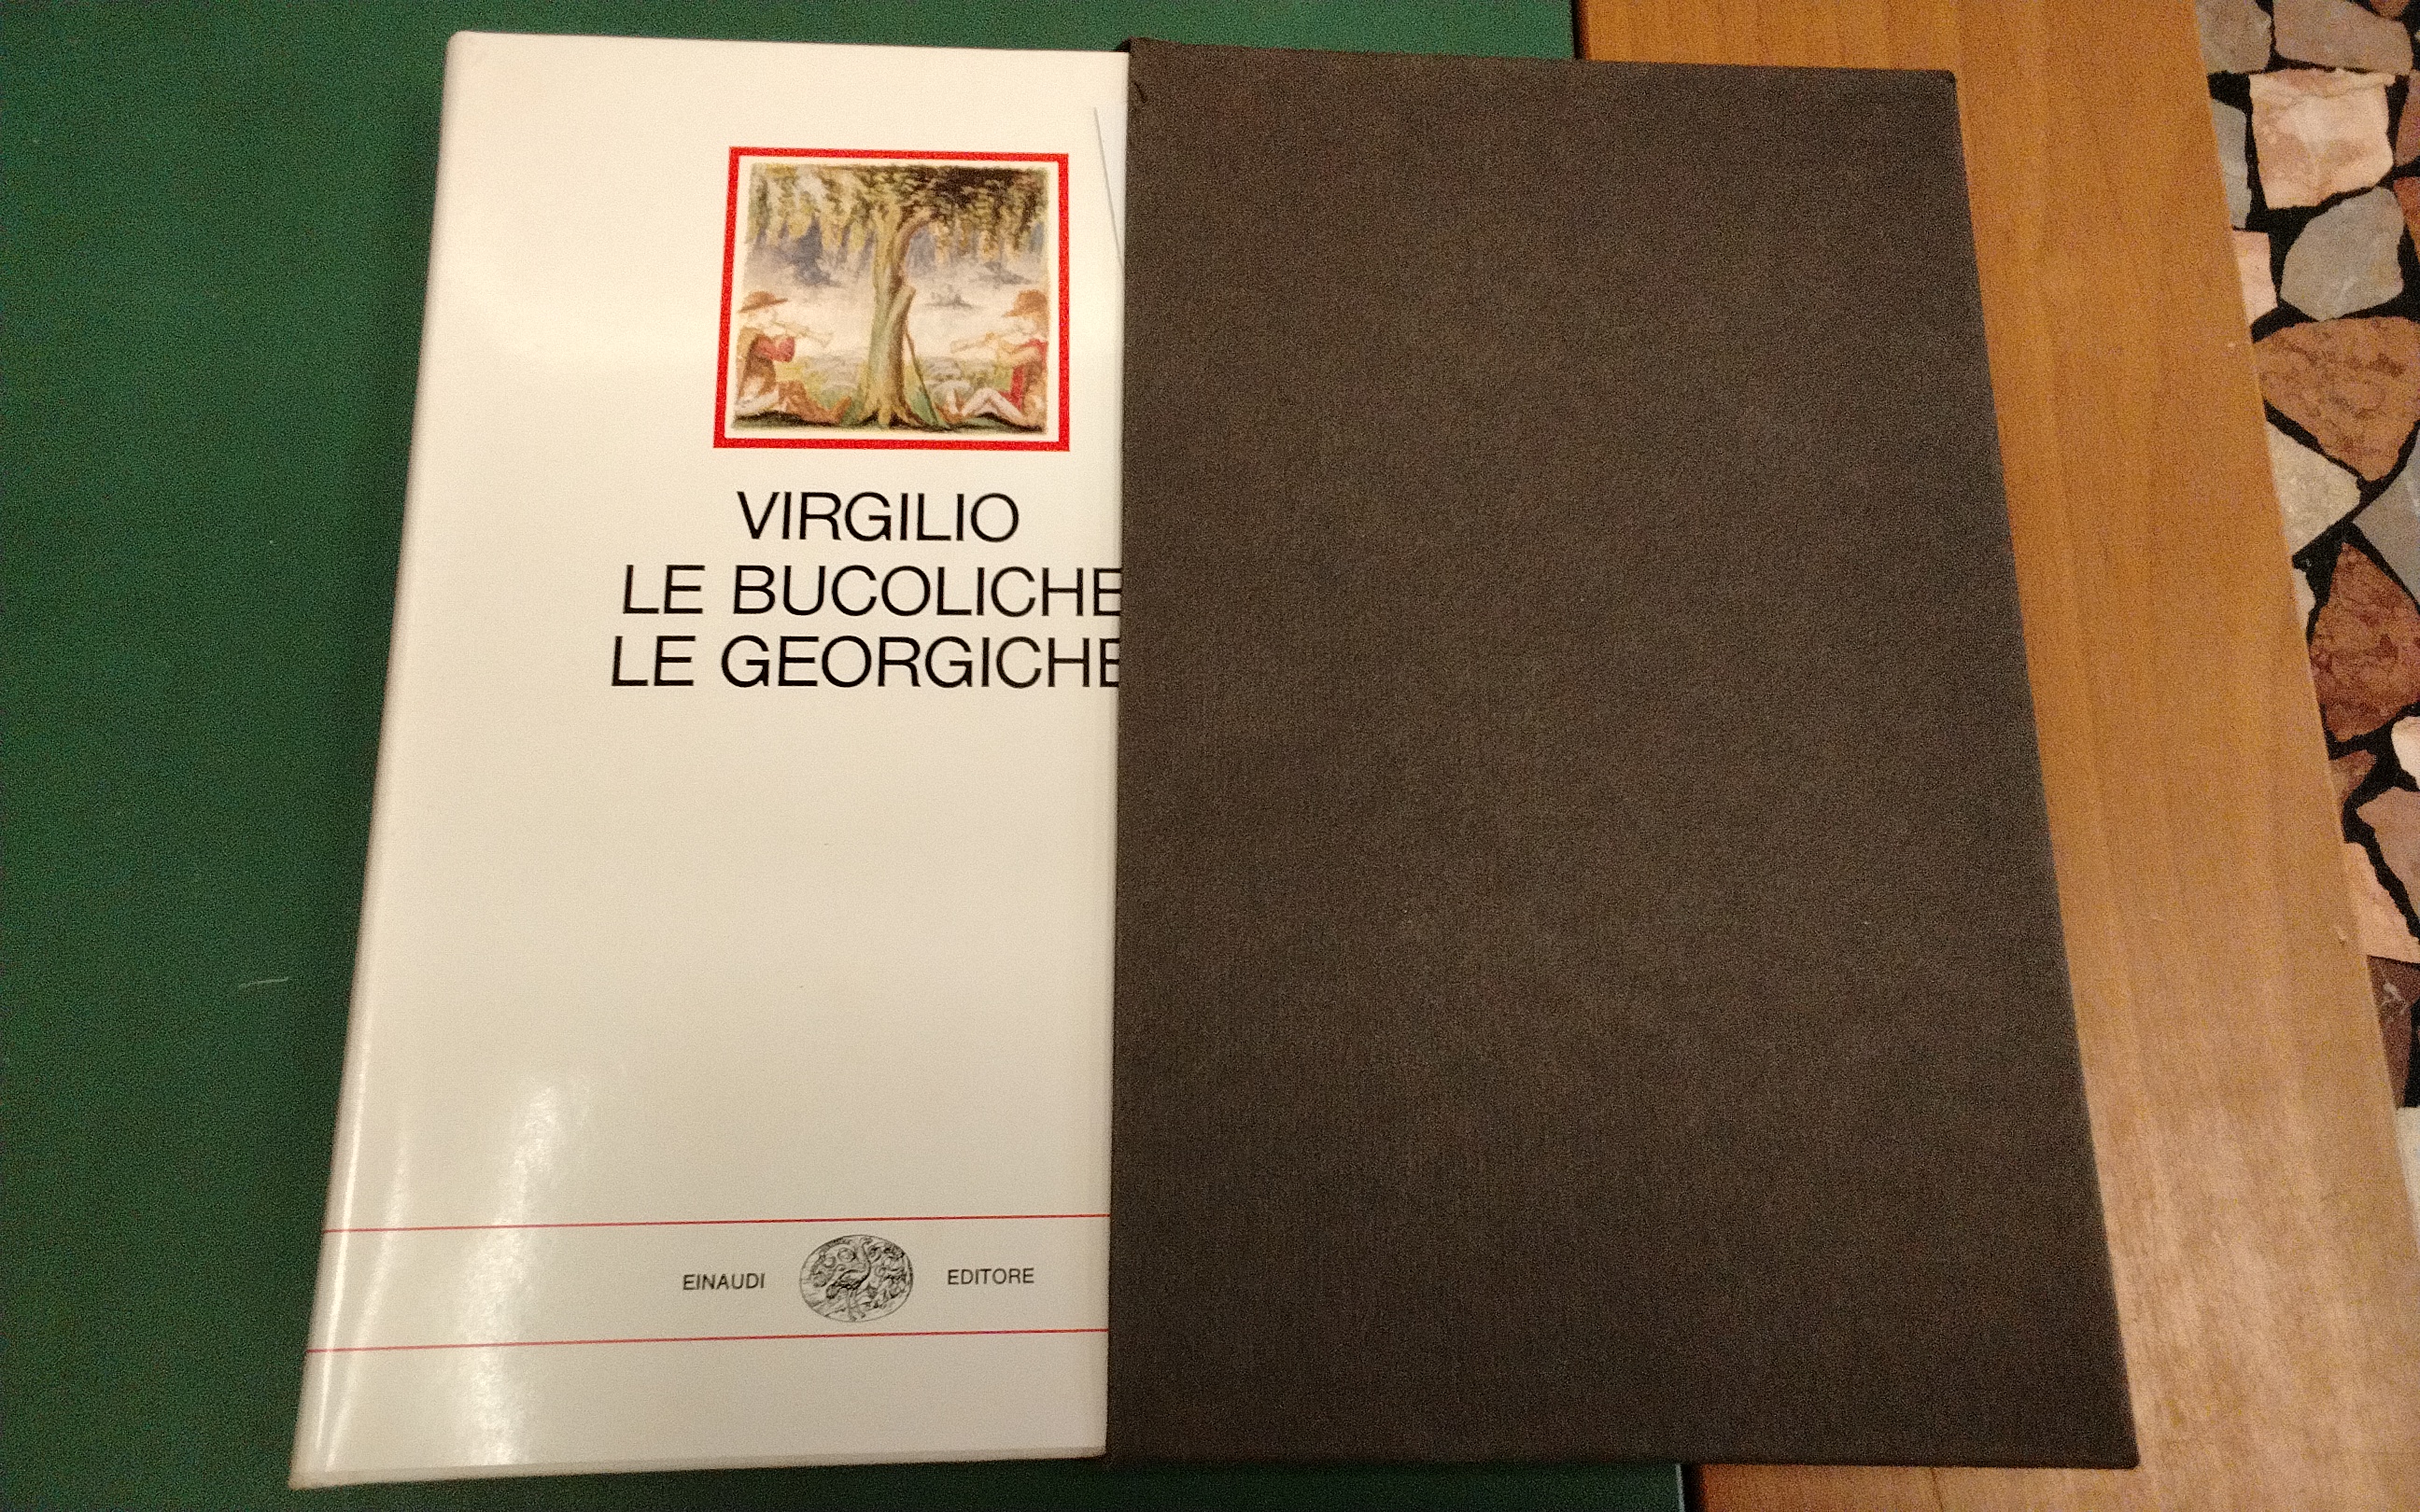 VIRGILIO
LE BUCOLICHE
LE GEORGICHE
EINAUDI EDITORE